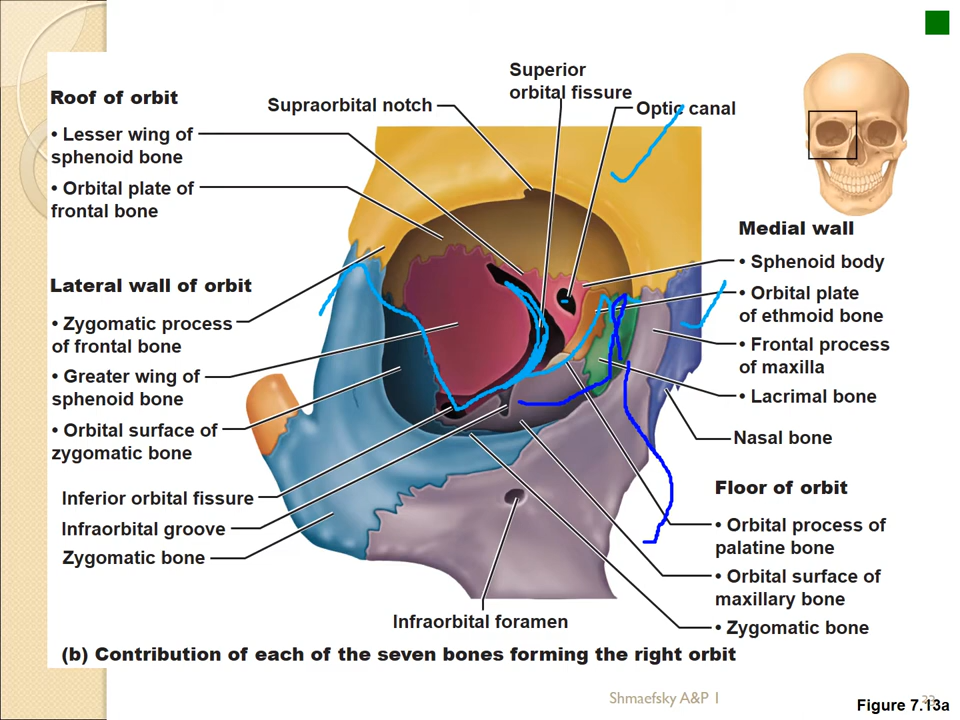 Superior
orbital fissure
Supraorbital notch
Optic canal
Roof of orbit
• Lesser wing of
sphenoid bone
• Orbital plate of
frontal bone
Lateral wall of orbit
• Zygomatic process
of frontal bone
• Greater wing of
sphenoid bone
• Orbital surface of
zygomatic bone
Inferior orbital fissure
Infraorbital groove
Zygomatic bone
Medial wall
• Sphenoid body
• Orbital plate
of ethmoid bone
• Frontal process
of maxilla
• Lacrimal bone
Nasal bone
Floor of orbit
• Orbital process of
palatine bone
• Orbital surface of
maxillary bone
• Zygomatic bone
Infraorbital foramen
(b) Contribution of each of the seven bones forming the right orbit
Shmaefsky A&P 1
Figure 7.13a